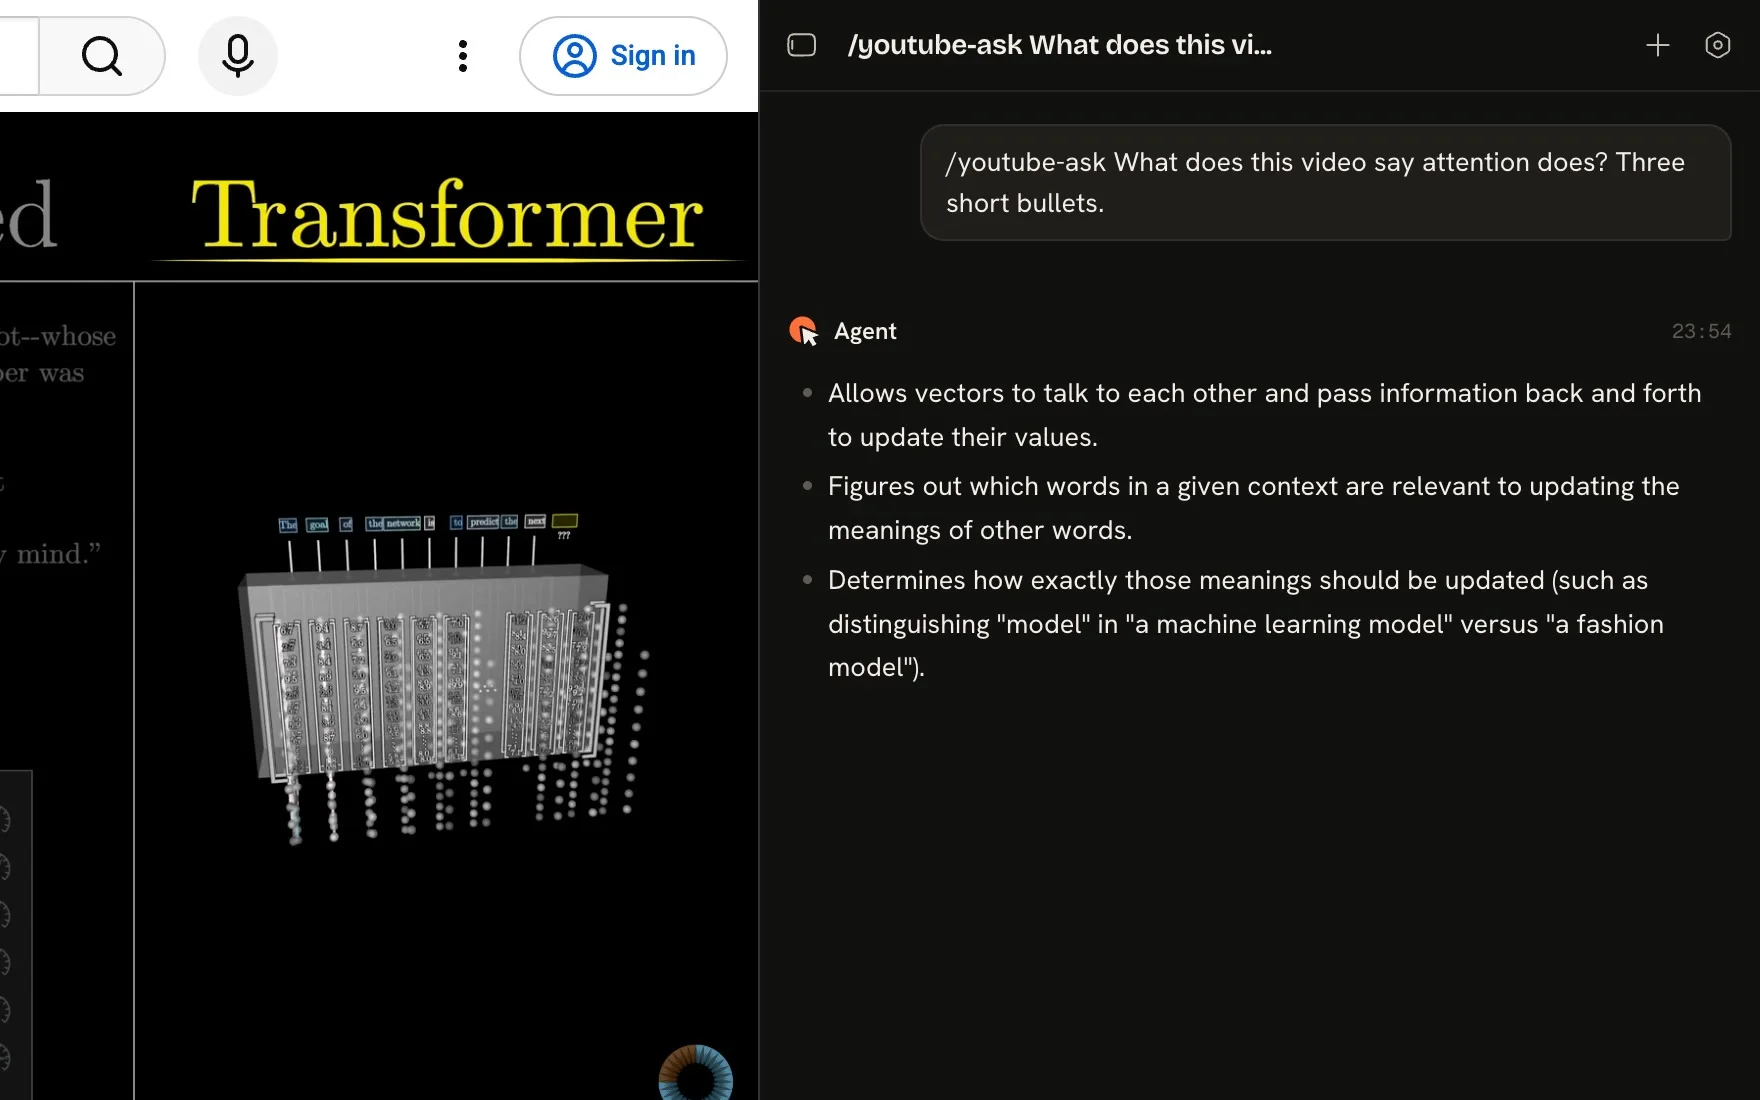 Sign in
ed
Transformer
ot--whose
per was
t
y mind.”
The goal of the network is to predict the next
???
/youtube-ask What does this vi...
/youtube-ask What does this video say attention does? Three
short bullets.
Agent
23:54
Allows vectors to talk to each other and pass information back and forth
to update their values.
Figures out which words in a given context are relevant to updating the
meanings of other words.
Determines how exactly those meanings should be updated (such as
distinguishing "model" in "a machine learning model" versus "a fashion
model").